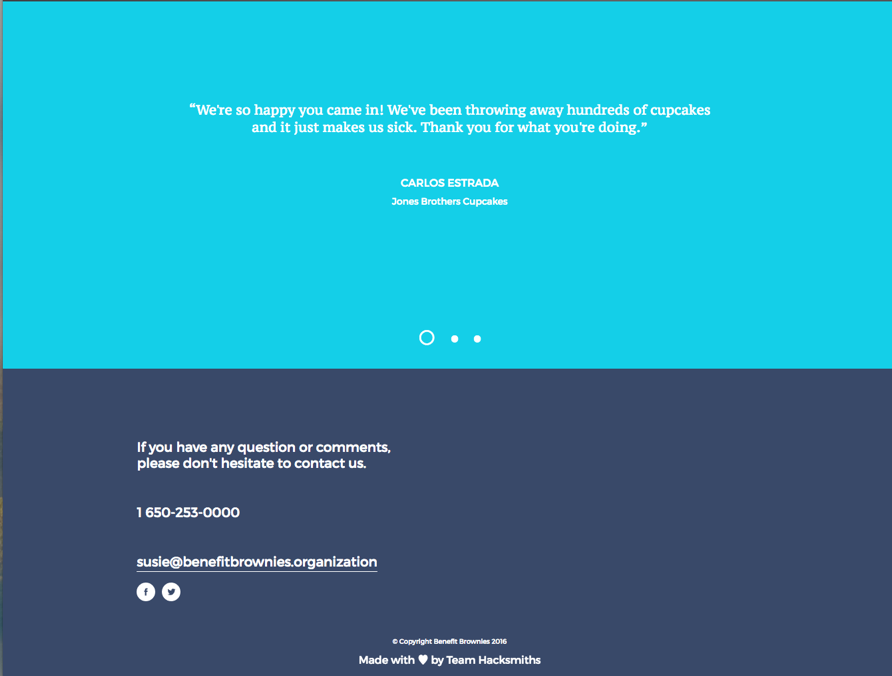 “We're so happy you came in! We've been throwing away hundreds of cupcakes
and it just makes us sick. Thank you for what you're doing.”
CARLOS ESTRADA
Jones Brothers Cupcakes
If you have any question or comments,
please don't hesitate to contact us.
1 650-253-0000
susie@benefitbrownies.organization
© Copyright Benefit Brownies 2016
Made with ♥ by Team Hacksmiths